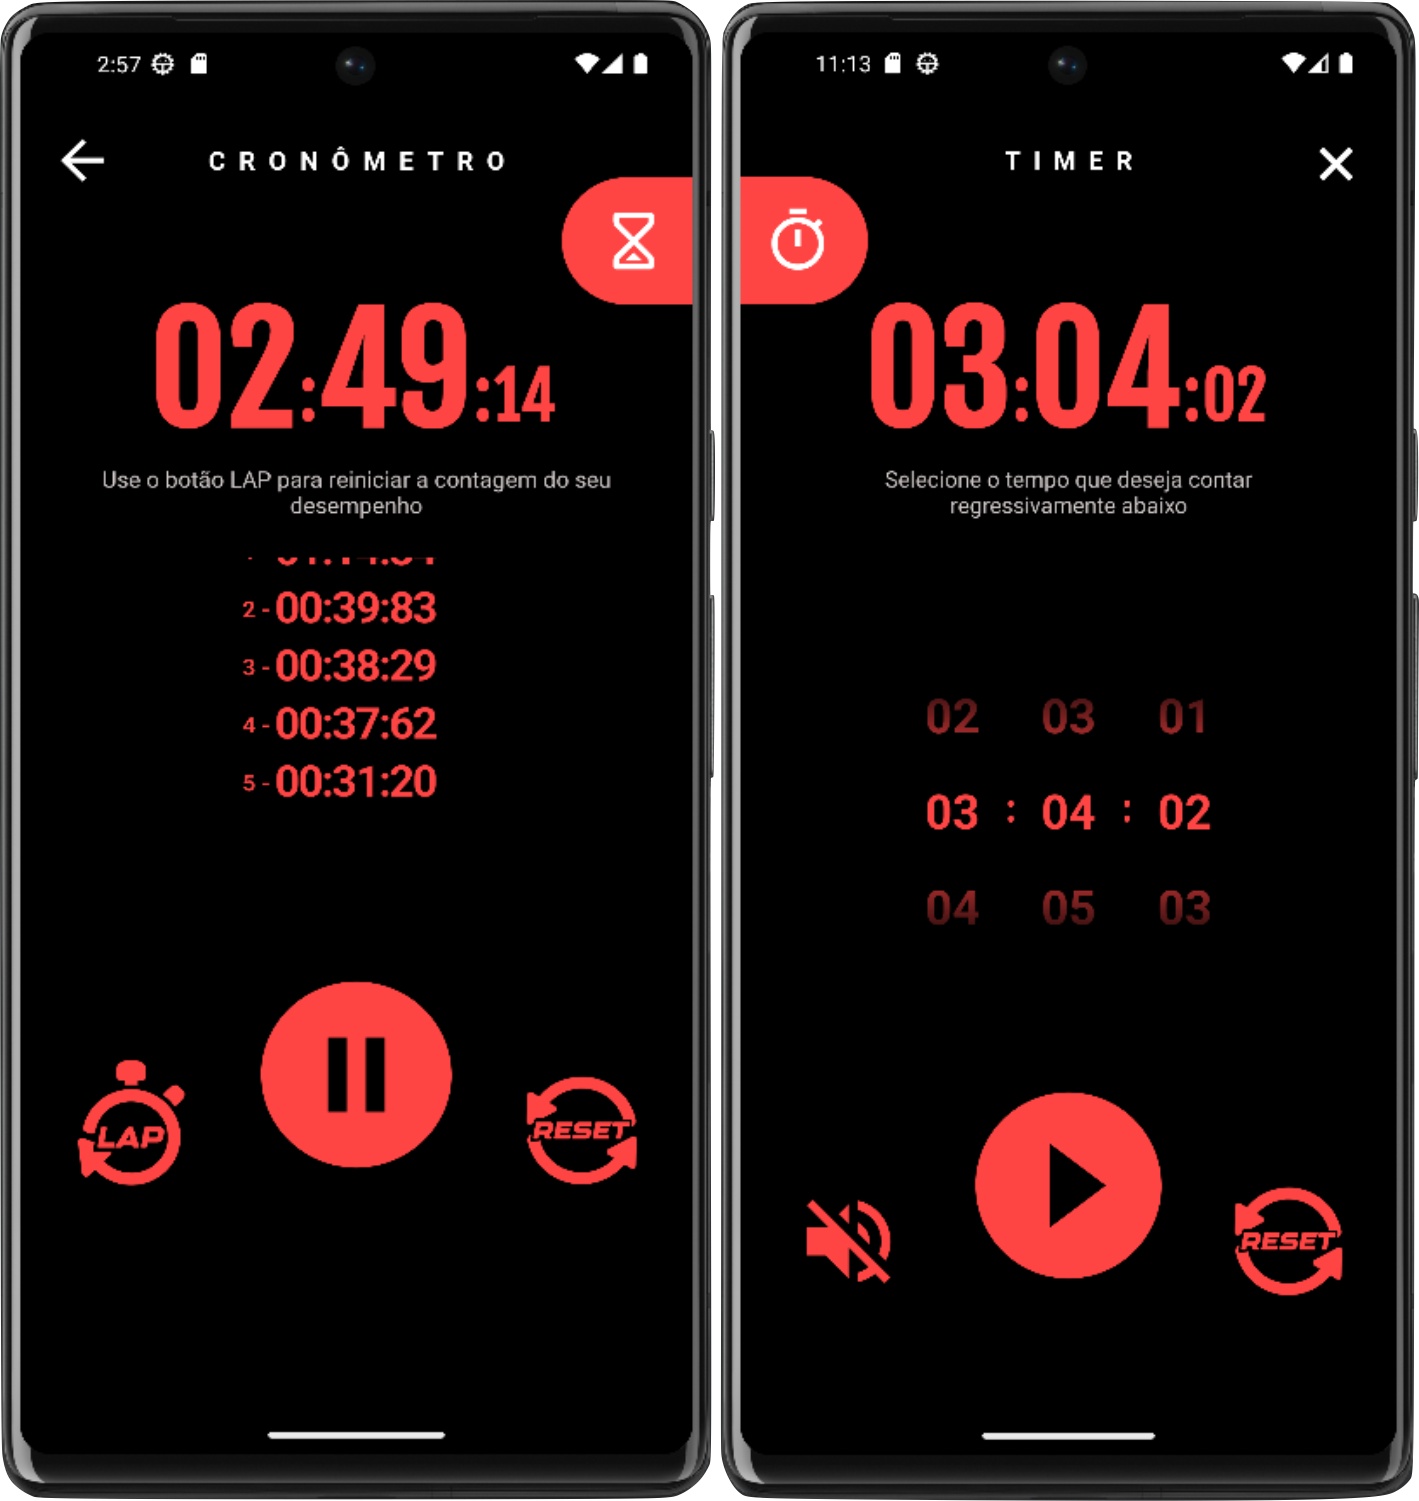 2:57
CRONÔMETRO
02:49:14
Use o botão LAP para reiniciar a contagem do seu
desempenho
2 - 00:39:83
3 - 00:38:29
4 - 00:37:62
5 - 00:31:20
LAP
RESET
11:13
TIMER
03:04:02
Selecione o tempo que deseja contar
regressivamente abaixo
02 03 01
03 : 04 : 02
04 05 03
RESET